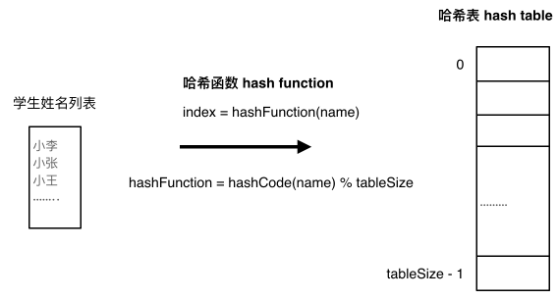 哈希表 hash table
0
哈希函数 hash function
学生姓名列表
index = hashFunction(name)
小李
小张
小王
........
hashFunction = hashCode(name) % tableSize
.........
tableSize - 1